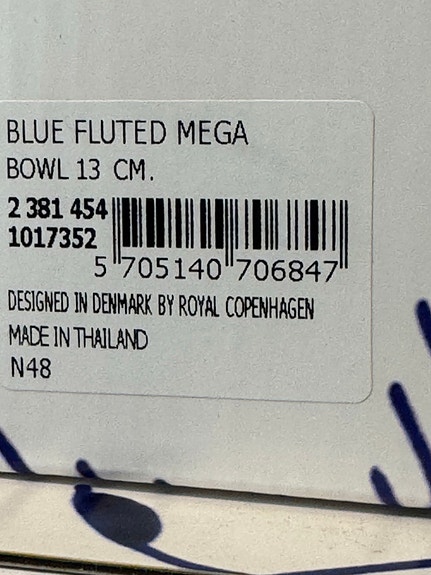 BLUE FLUTED MEGA
BOWL 13 CM.
2 381 454
1017352
5 705140 706847
DESIGNED IN DENMARK BY ROYAL COPENHAGEN
MADE IN THAILAND
N48